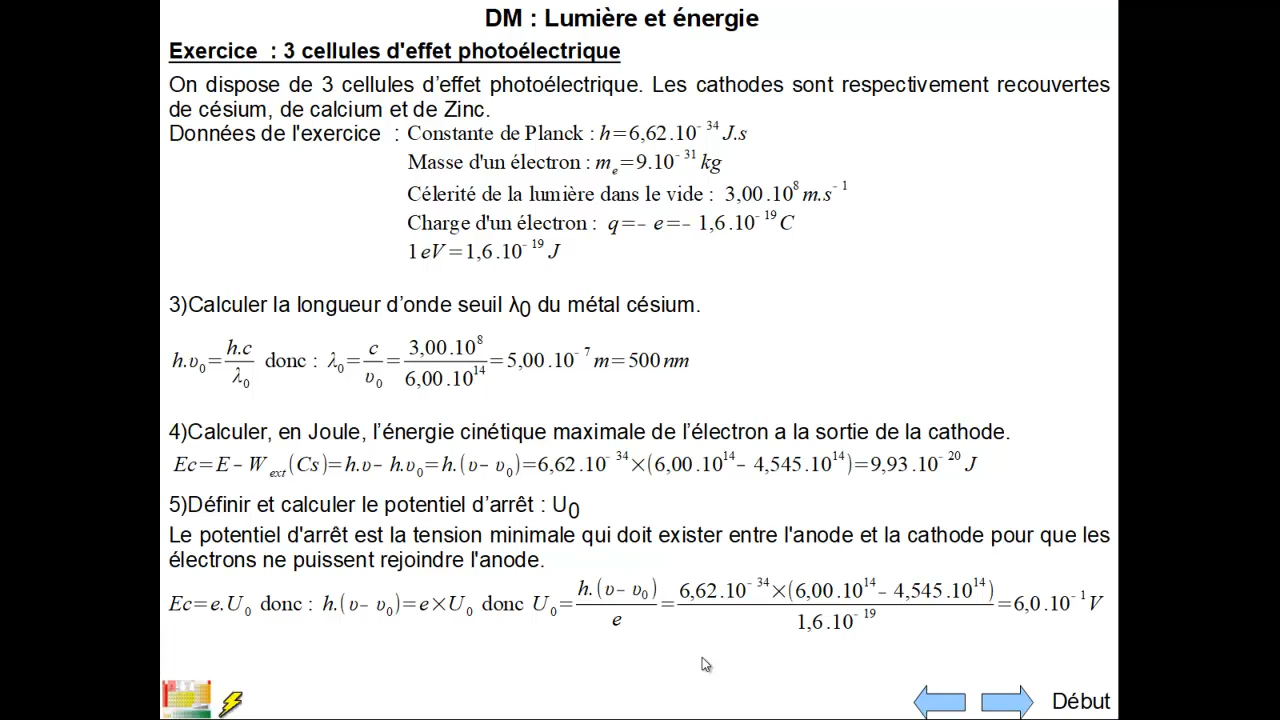 DM : Lumière et énergie
Exercice : 3 cellules d'effet photoélectrique
On dispose de 3 cellules d’effet photoélectrique. Les cathodes sont respectivement recouvertes
de césium, de calcium et de Zinc.
Données de l'exercice : Constante de Planck : h=6,62.10⁻³⁴ J.s
Masse d'un électron : mₑ=9.10⁻³¹ kg
Célerité de la lumière dans le vide : 3,00.10⁸ m.s⁻¹
Charge d'un électron : q=− e=− 1,6.10⁻¹⁹ C
1 eV=1,6.10⁻¹⁹ J
3)Calculer la longueur d’onde seuil λ₀ du métal césium.
h.υ₀=h.c/λ₀ donc : λ₀=c/υ₀=3,00.10⁸/6,00.10¹⁴=5,00.10⁻⁷ m=500 nm
4)Calculer, en Joule, l’énergie cinétique maximale de l’électron a la sortie de la cathode.
Ec=E− W_ext(Cs)=h.υ− h.υ₀=h.(υ− υ₀)=6,62.10⁻³⁴×(6,00.10¹⁴− 4,545.10¹⁴)=9,93.10⁻²⁰ J
5)Définir et calculer le potentiel d’arrêt : U₀
Le potentiel d'arrêt est la tension minimale qui doit exister entre l'anode et la cathode pour que les
électrons ne puissent rejoindre l'anode.
Ec=e.U₀ donc : h.(υ− υ₀)=e×U₀ donc U₀=h.(υ− υ₀)/e=6,62.10⁻³⁴×(6,00.10¹⁴− 4,545.10¹⁴)/1,6.10⁻¹⁹=6,0.10⁻¹ V
Début